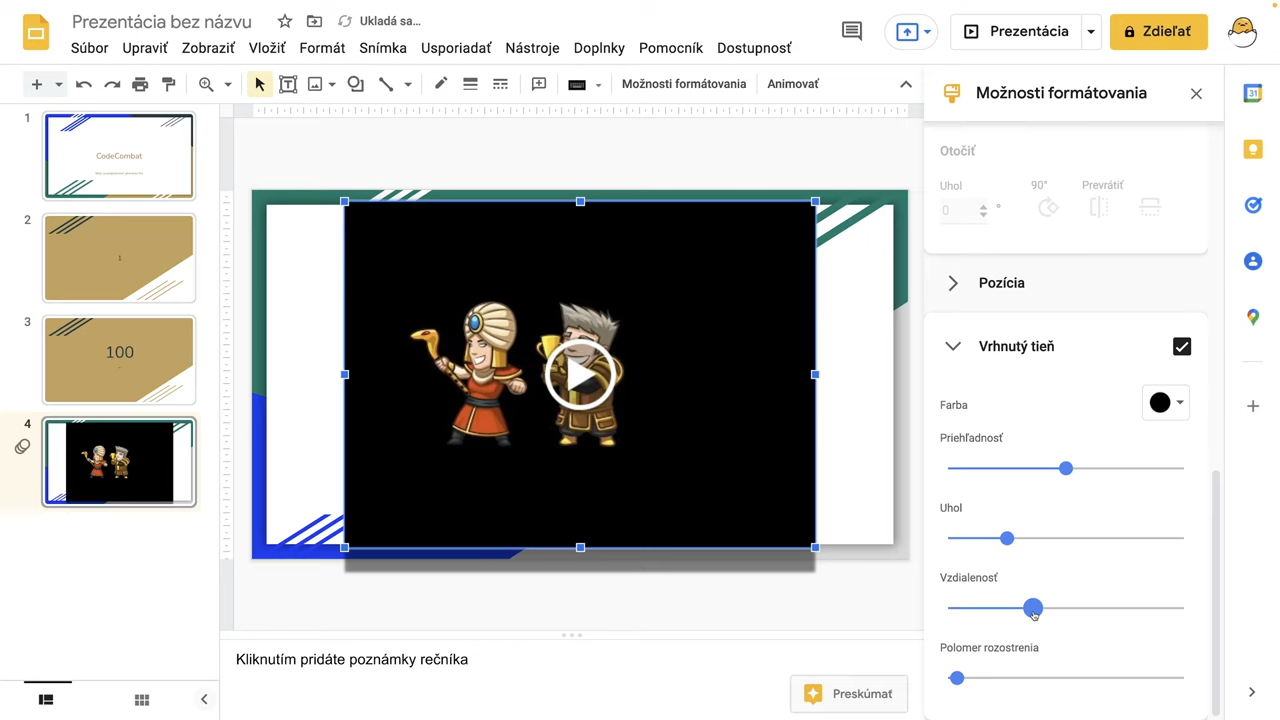 Prezentácia bez názvu
Ukladá sa…
Súbor Upraviť Zobraziť Vložiť Formát Snímka Usporiadať Nástroje Doplnky Pomocník Dostupnosť
Prezentácia
Zdieľať
Možnosti formátovania
Animovať
1
CodeCombat
2
1
3
100
4
Kliknutím pridáte poznámky rečníka
Preskúmať
Možnosti formátovania
Otočiť
Uhol
90°
Prevrátiť
0 °
Pozícia
Vrhnutý tieň
Farba
Priehľadnosť
Uhol
Vzdialenosť
Polomer rozostrenia
31